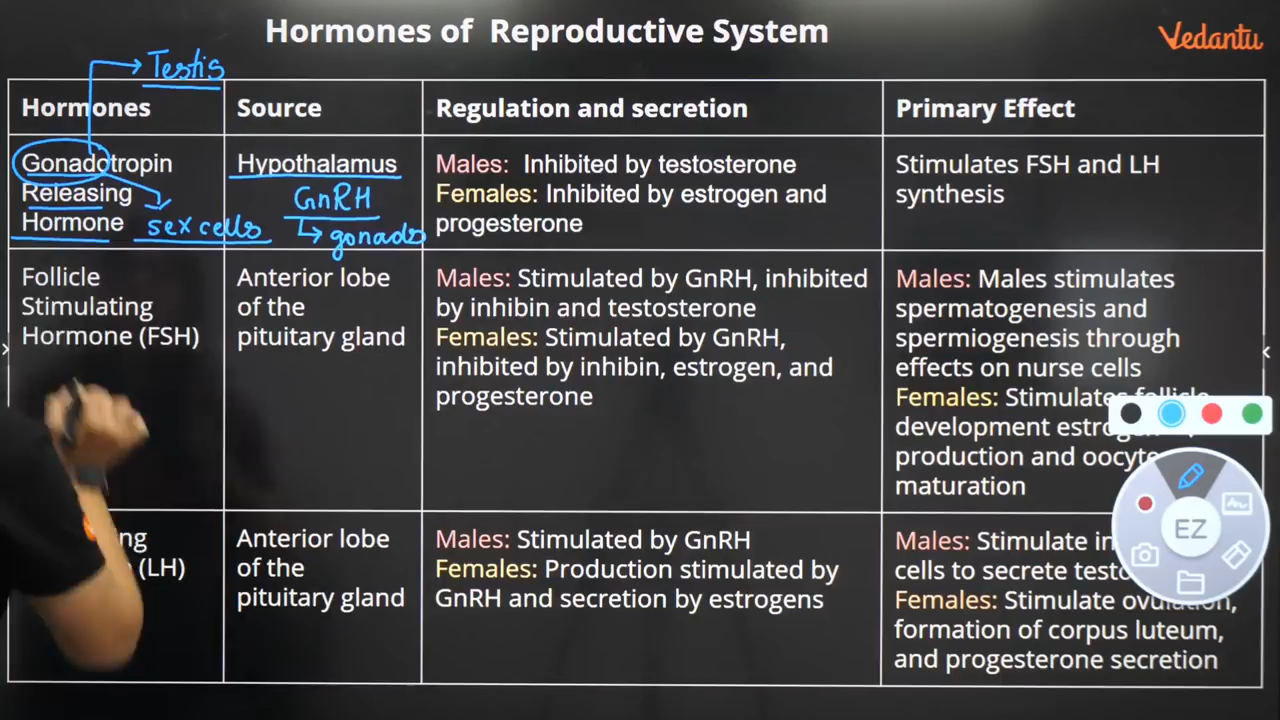 Hormones of Reproductive System
Vedantu
Testis
Hormones
Source
Regulation and secretion
Primary Effect
Gonadotropin
Releasing
Hormone
sex cells
Hypothalamus
GnRH
gonads
Males: Inhibited by testosterone
Females: Inhibited by estrogen and
progesterone
Stimulates FSH and LH
synthesis
Follicle
Stimulating
Hormone (FSH)
Anterior lobe
of the
pituitary gland
Males: Stimulated by GnRH, inhibited
by inhibin and testosterone
Females: Stimulated by GnRH,
inhibited by inhibin, estrogen, and
progesterone
Males: Males stimulates
spermatogenesis and
spermiogenesis through
effects on nurse cells
Females: Stimulates follicle
development estrogen
production and oocyte
maturation
(LH)
Anterior lobe
of the
pituitary gland
Males: Stimulated by GnRH
Females: Production stimulated by
GnRH and secretion by estrogens
Males: Stimulate
cells to secrete
Females: Stimulate ovulation,
formation of corpus luteum,
and progesterone secretion
EZ